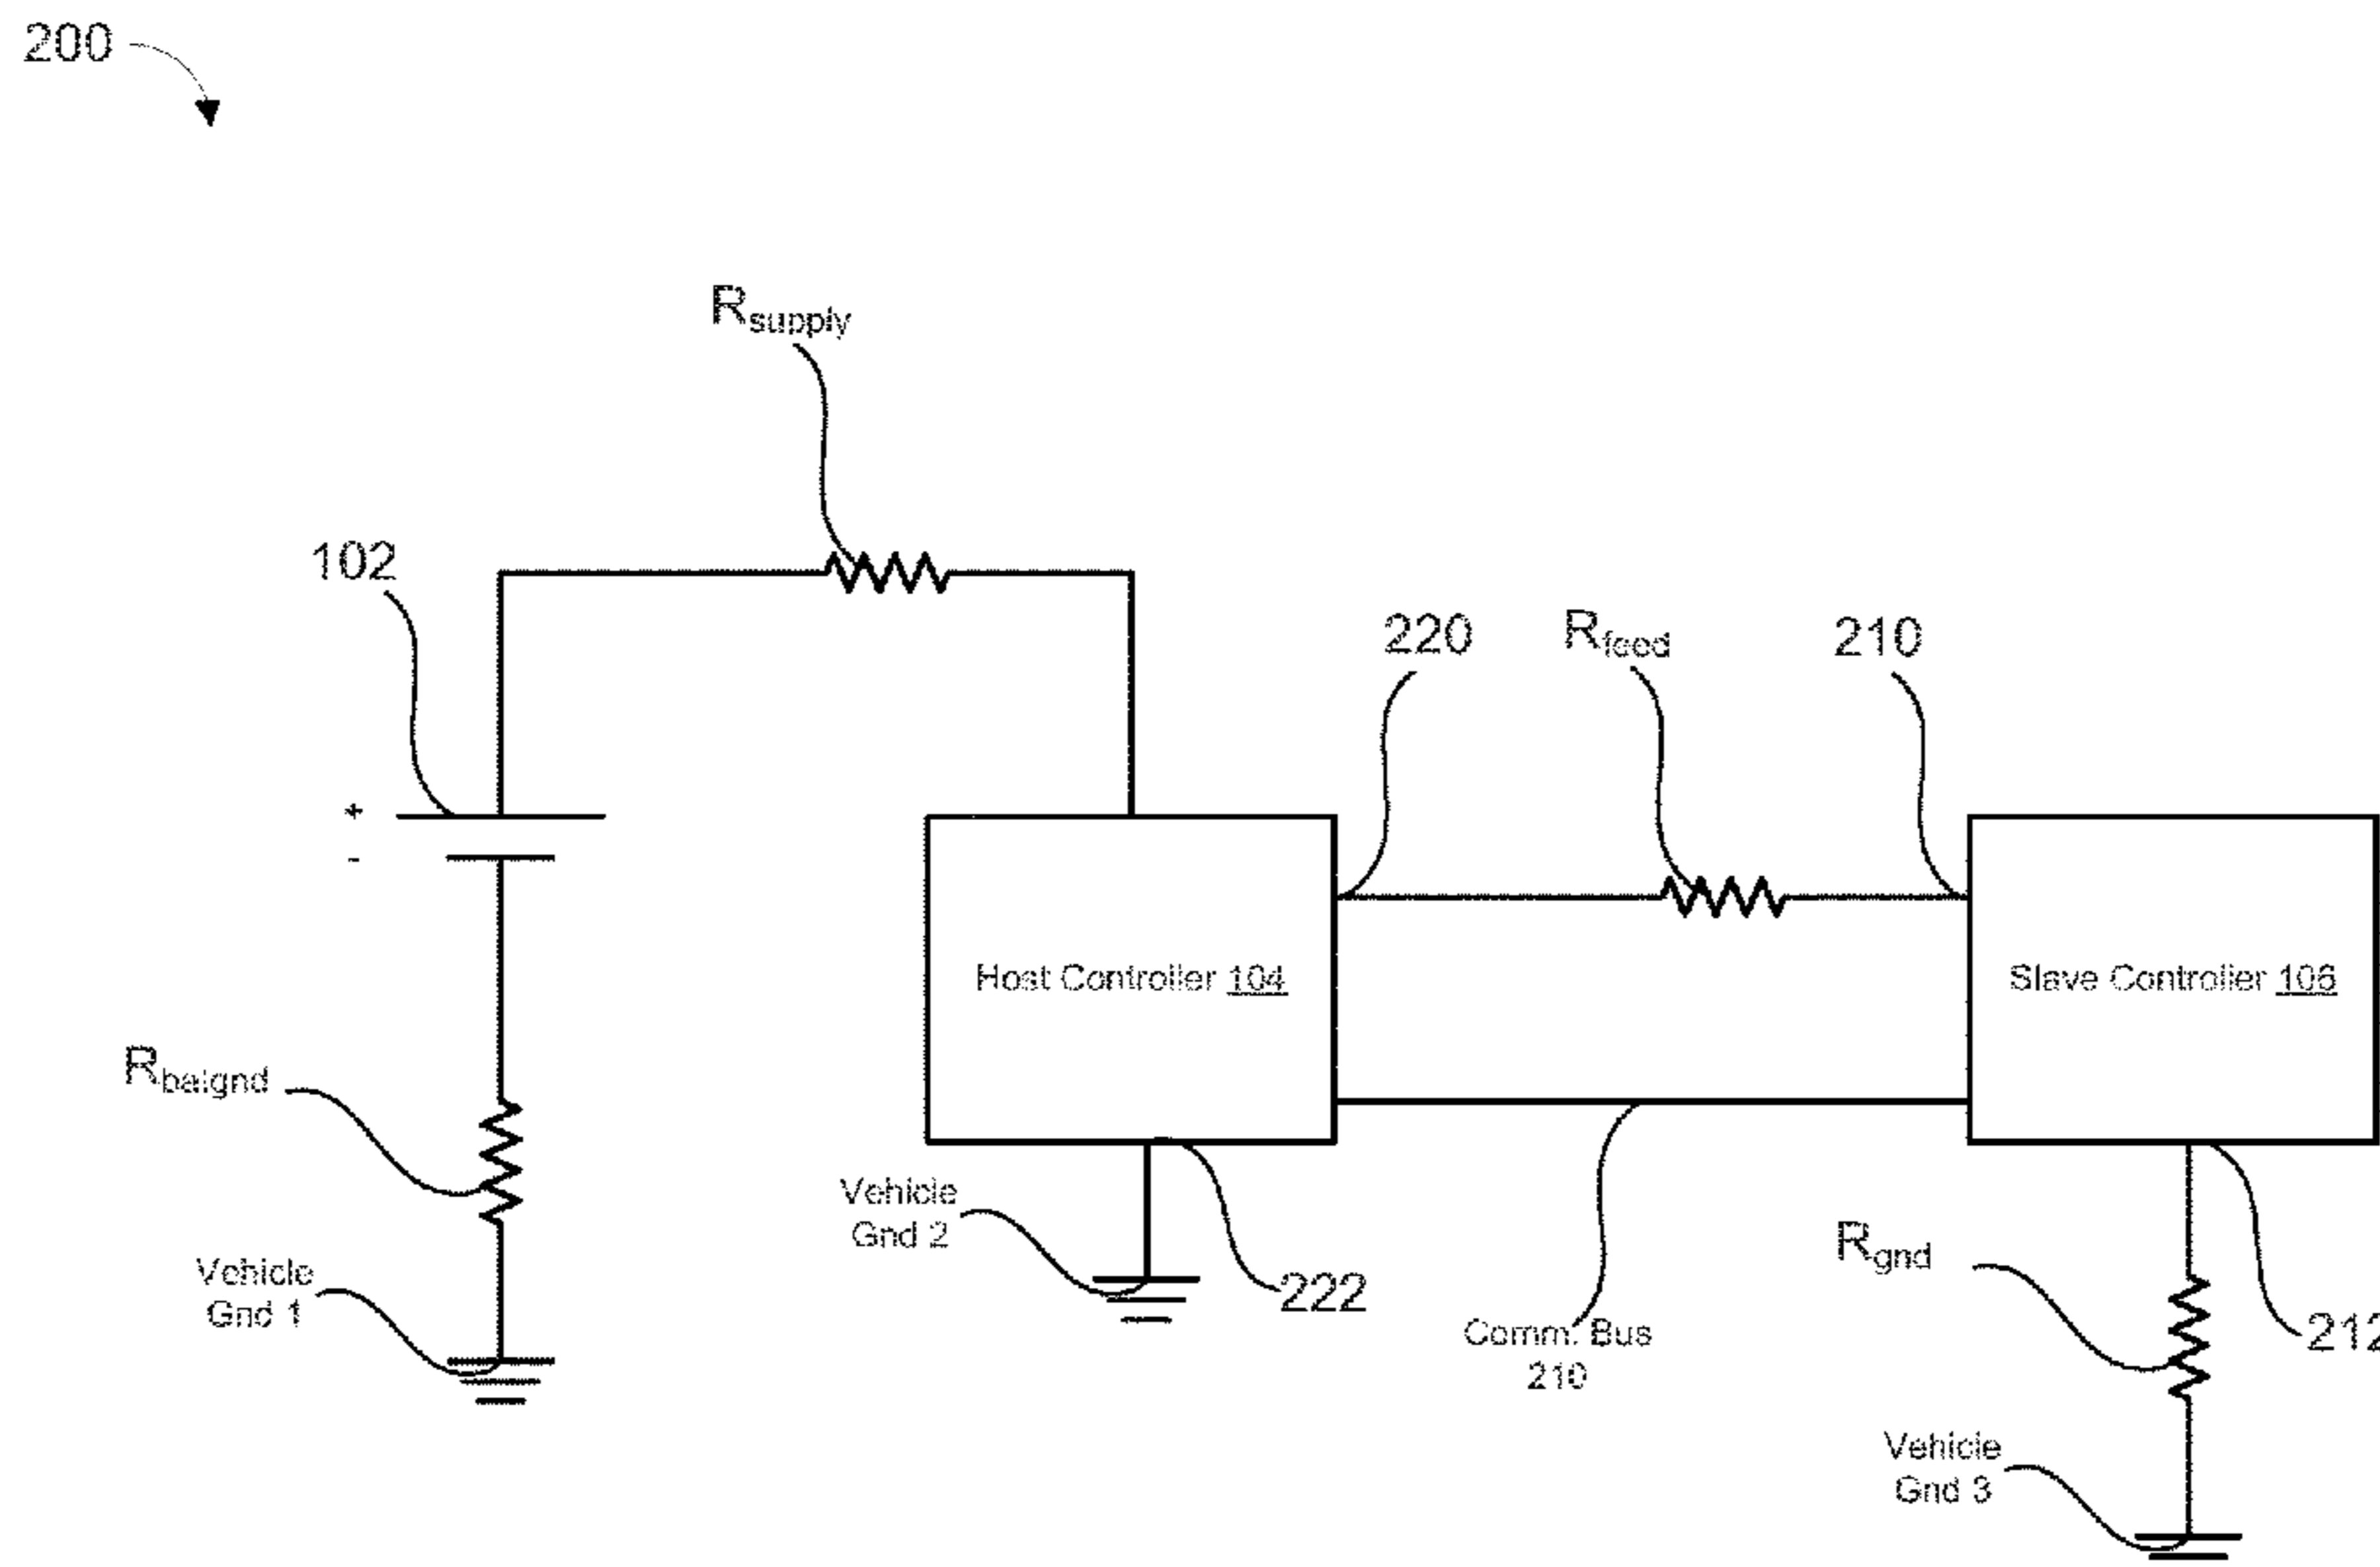 200
Rsupply
102
220
Rfeed
210
+
-
Host Controller 104
Slave Controller 106
Rbatgnd
Vehicle
Gnd 2
Rgnd
Vehicle
Gnd 1
222
212
Comm. Bus
210
Vehicle
Gnd 3